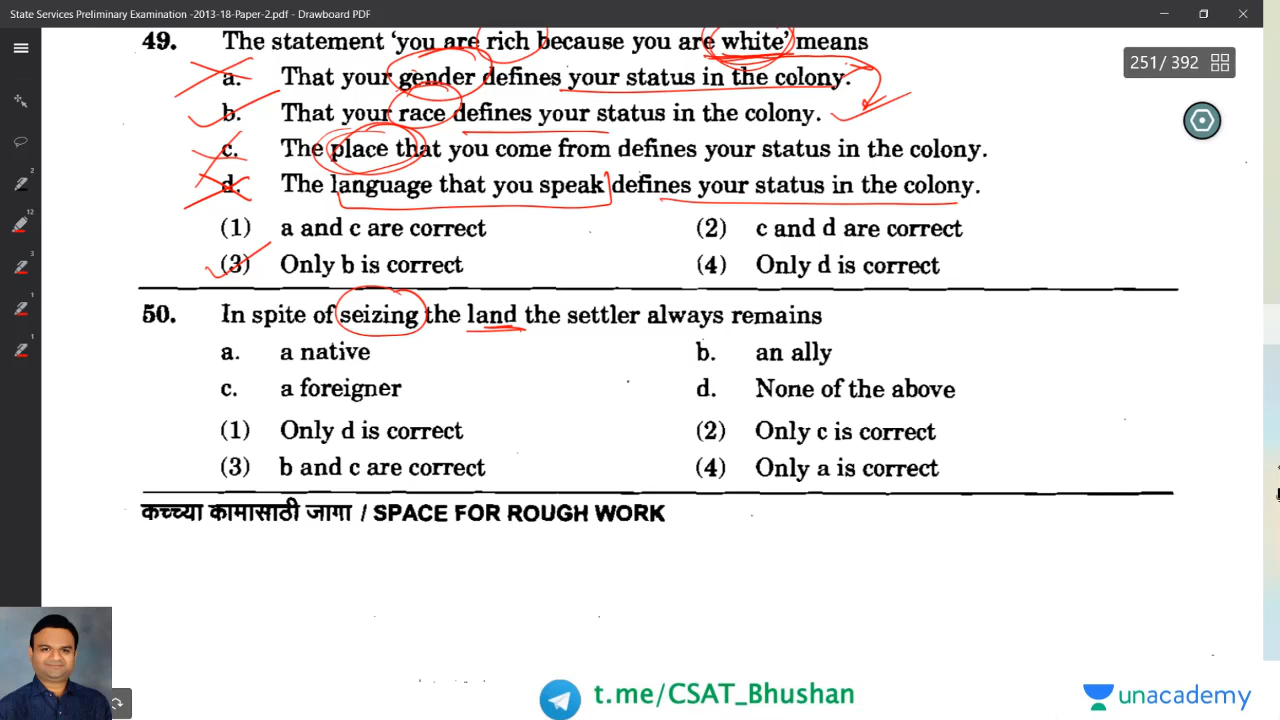 State Services Preliminary Examination -2013-18-Paper-2.pdf - Drawboard PDF
251/ 392
49. The statement ‘you are rich because you are white’ means
a. That your gender defines your status in the colony.
b. That your race defines your status in the colony.
c. The place that you come from defines your status in the colony.
d. The language that you speak defines your status in the colony.
(1) a and c are correct (2) c and d are correct
(3) Only b is correct (4) Only d is correct
50. In spite of seizing the land the settler always remains
a. a native b. an ally
c. a foreigner d. None of the above
(1) Only d is correct (2) Only c is correct
(3) b and c are correct (4) Only a is correct
कच्च्या कामासाठी जागा / SPACE FOR ROUGH WORK
t.me/CSAT_Bhushan
unacademy
2
12
3
1
1